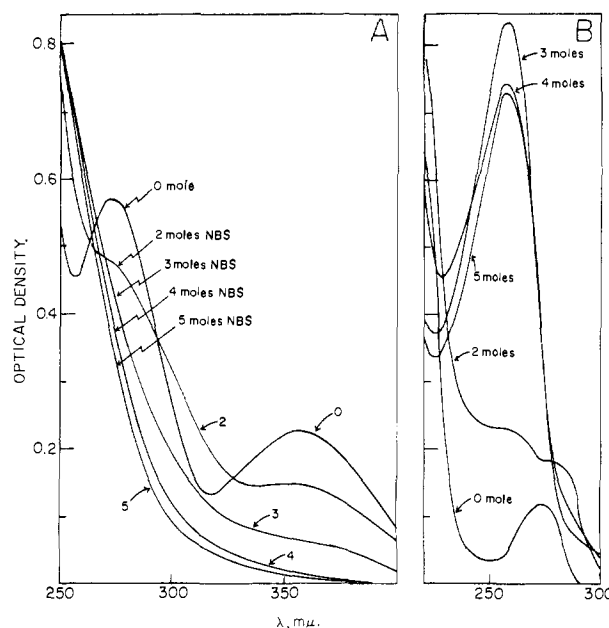 A
B
0.8
0.6
0.4
0.2
OPTICAL DENSITY.
0 mole
2 moles NBS
3 moles NBS
4 moles NBS
5 moles NBS
2
0
3
4
5
3 moles
4 moles
5 moles
2 moles
0 mole
250
300
350
250
300
λ, mμ.